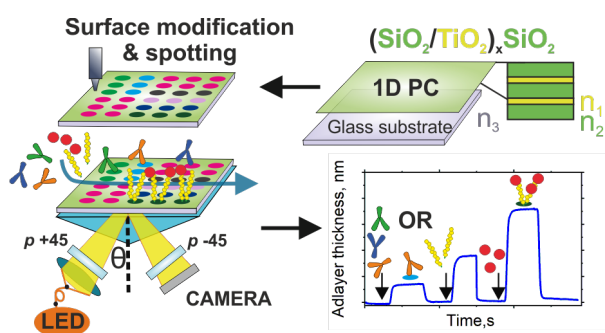 Surface modification
& spotting
(SiO₂/TiO₂)ₓSiO₂
1D PC
Glass substrate
n₃
n₁
n₂
p +45
θ
p -45
LED
CAMERA
Adlayer thickness, nm
OR
Time,s